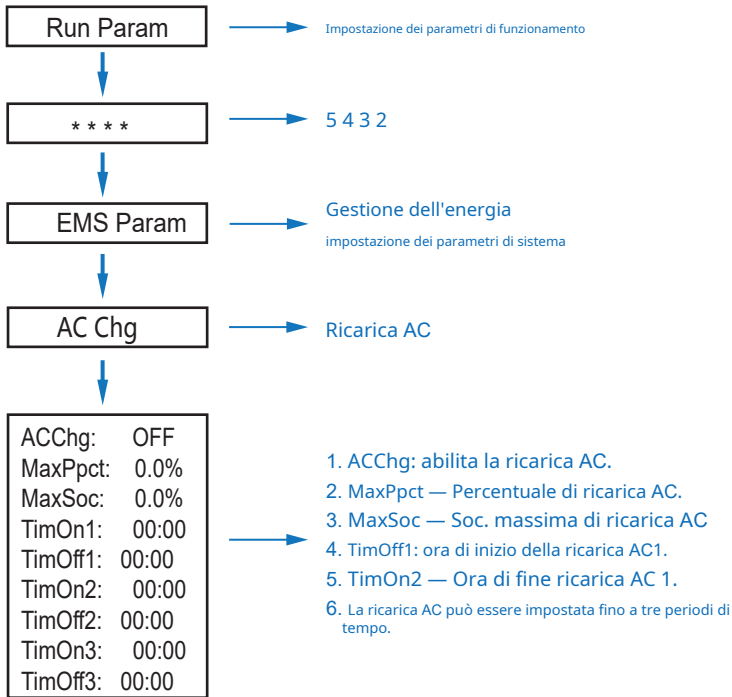 Run Param
Impostazione dei parametri di funzionamento
* * * *
5 4 3 2
EMS Param
Gestione dell'energia
impostazione dei parametri di sistema
AC Chg
Ricarica AC
ACChg: OFF
MaxPpct: 0.0%
MaxSoc: 0.0%
TimOn1: 00:00
TimOff1: 00:00
TimOn2: 00:00
TimOff2: 00:00
TimOn3: 00:00
TimOff3: 00:00
1. ACChg: abilita la ricarica AC.
2. MaxPpct — Percentuale di ricarica AC.
3. MaxSoc — Soc. massima di ricarica AC
4. TimOff1: ora di inizio della ricarica AC1.
5. TimOn2 — Ora di fine ricarica AC 1.
6. La ricarica AC può essere impostata fino a tre periodi di
tempo.